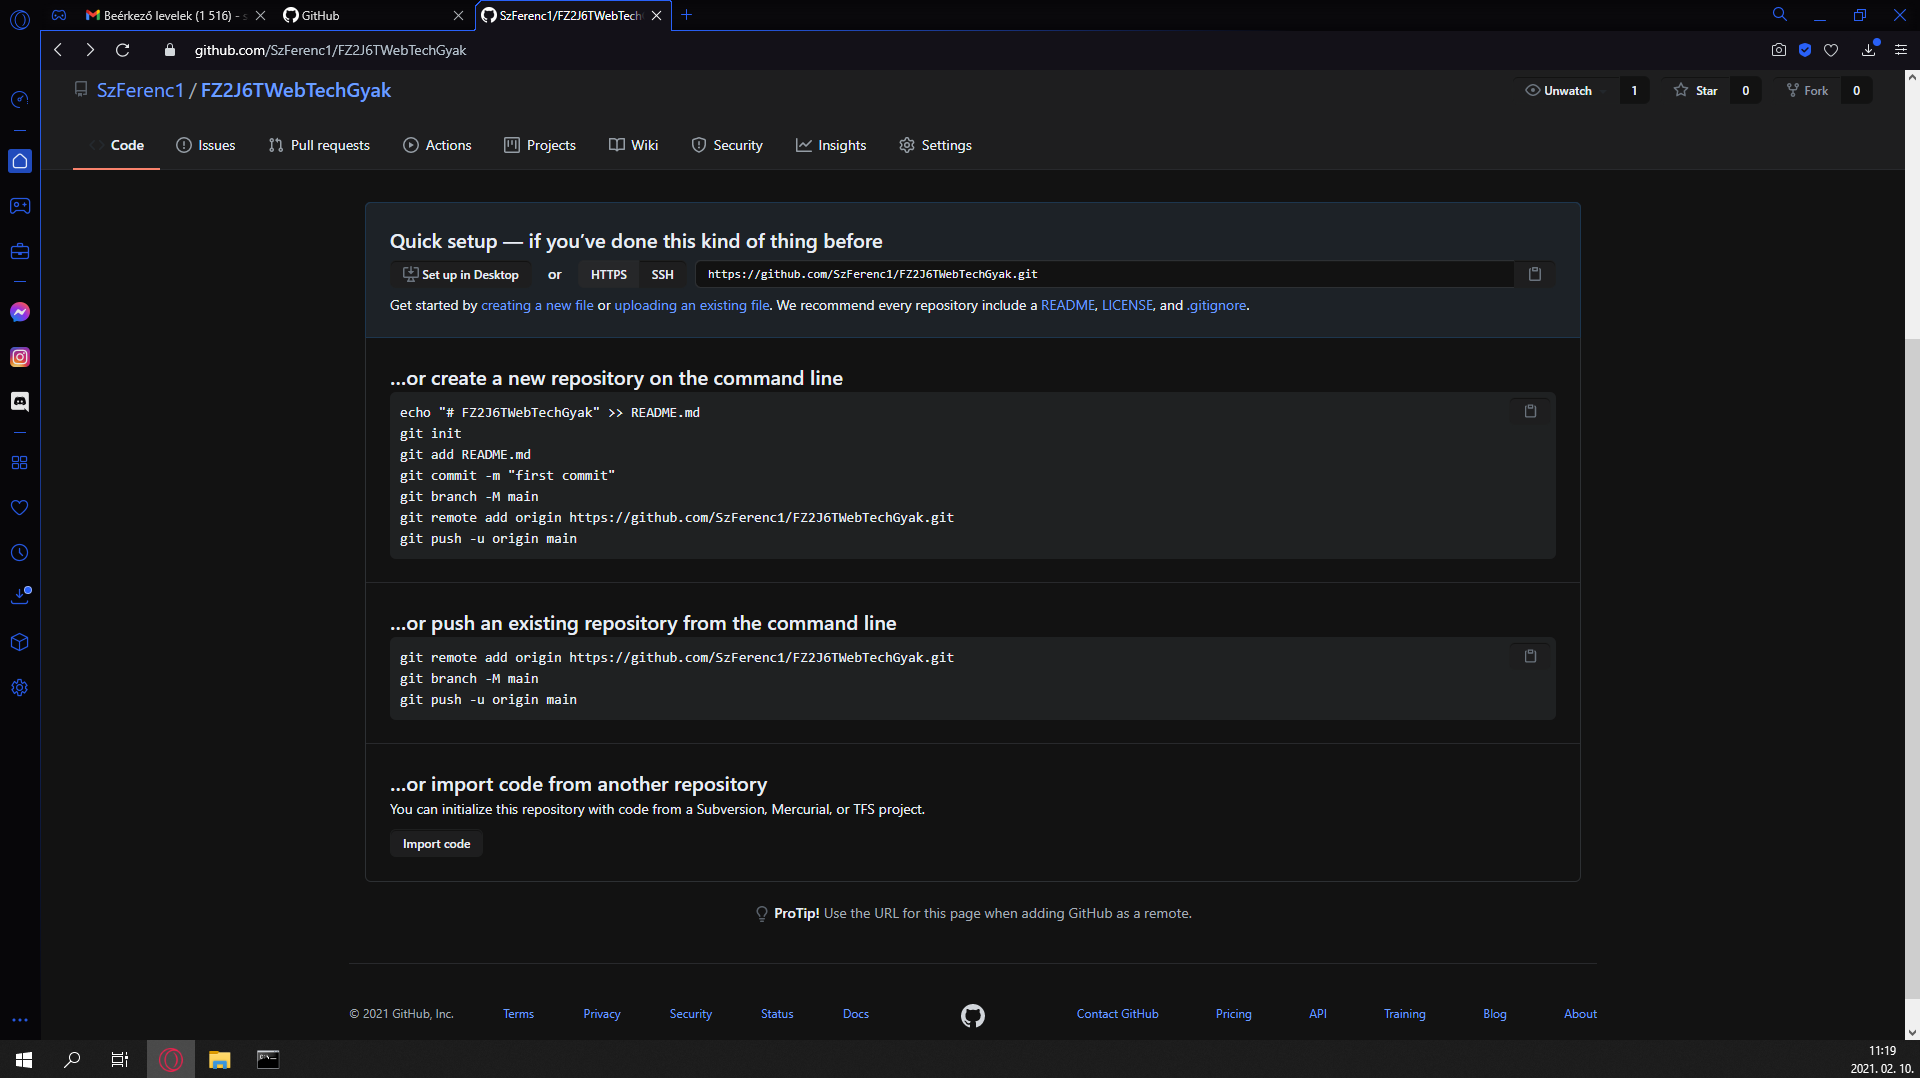 Beérkező levelek (1 516) - s
GitHub
SzFerenc1/FZ2J6TWebTech
github.com/SzFerenc1/FZ2J6TWebTechGyak
SzFerenc1 / FZ2J6TWebTechGyak
Unwatch 1
Star 0
Fork 0
Code
Issues
Pull requests
Actions
Projects
Wiki
Security
Insights
Settings
Quick setup — if you’ve done this kind of thing before
Set up in Desktop or HTTPS SSH https://github.com/SzFerenc1/FZ2J6TWebTechGyak.git
Get started by creating a new file or uploading an existing file. We recommend every repository include a README, LICENSE, and .gitignore.
…or create a new repository on the command line
echo "# FZ2J6TWebTechGyak" >> README.md
git init
git add README.md
git commit -m "first commit"
git branch -M main
git remote add origin https://github.com/SzFerenc1/FZ2J6TWebTechGyak.git
git push -u origin main
…or push an existing repository from the command line
git remote add origin https://github.com/SzFerenc1/FZ2J6TWebTechGyak.git
git branch -M main
git push -u origin main
…or import code from another repository
You can initialize this repository with code from a Subversion, Mercurial, or TFS project.
Import code
ProTip! Use the URL for this page when adding GitHub as a remote.
© 2021 GitHub, Inc.
Terms
Privacy
Security
Status
Docs
Contact GitHub
Pricing
API
Training
Blog
About
11:19
2021. 02. 10.